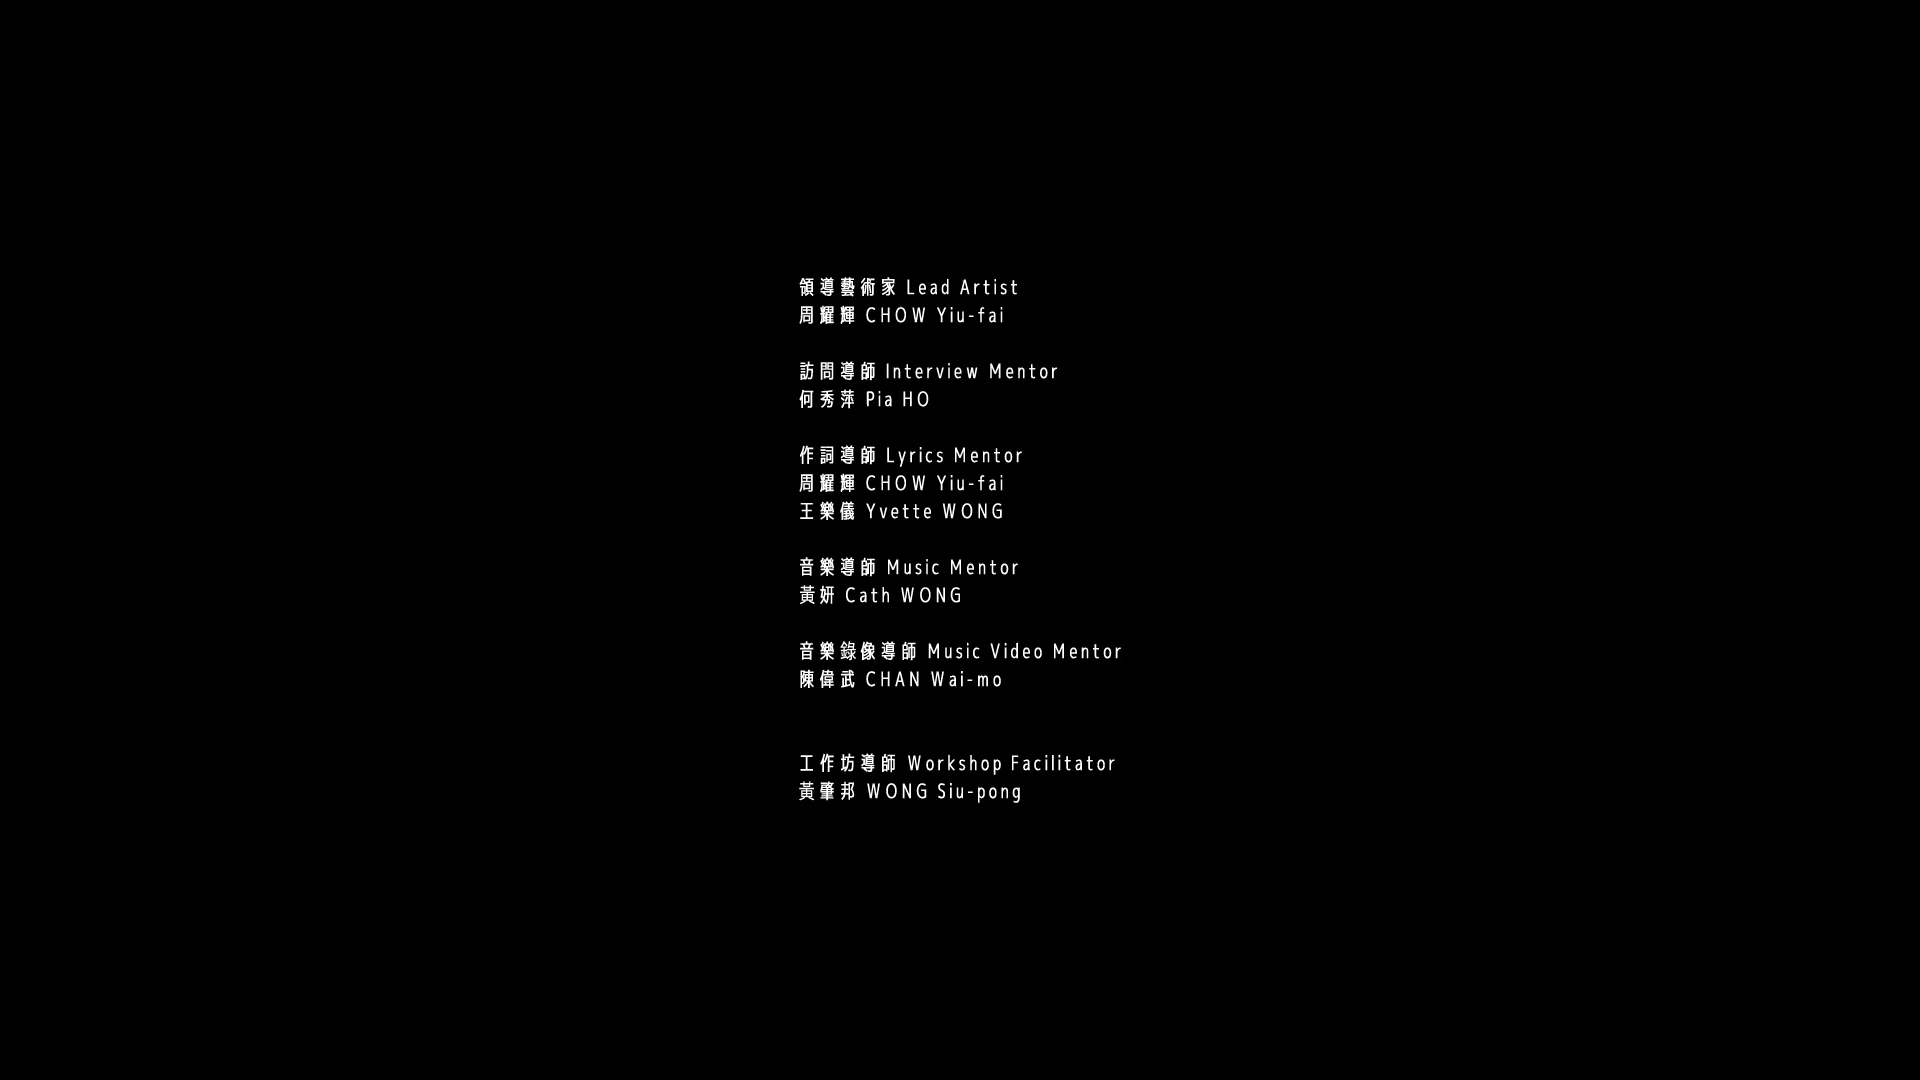 領導藝術家 Lead Artist
周耀輝 CHOW Yiu-fai
訪問導師 Interview Mentor
何秀萍 Pia HO
作詞導師 Lyrics Mentor
周耀輝 CHOW Yiu-fai
王樂儀 Yvette WONG
音樂導師 Music Mentor
黃妍 Cath WONG
音樂錄像導師 Music Video Mentor
陳偉武 CHAN Wai-mo
工作坊導師 Workshop Facilitator
黃肇邦 WONG Siu-pong